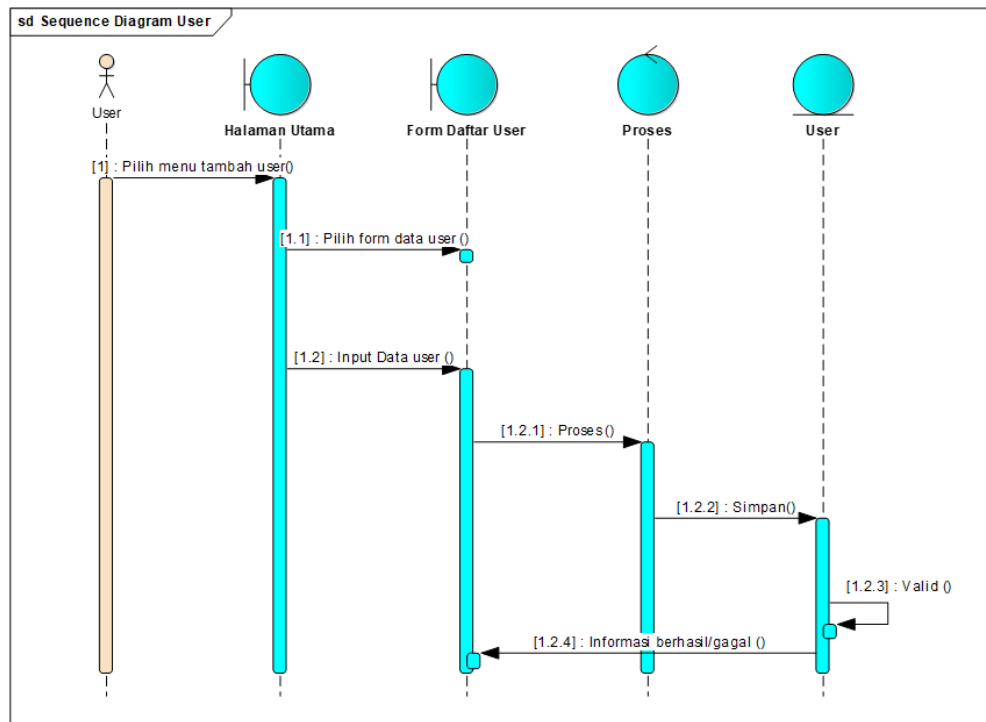 sd Sequence Diagram User
User
Halaman Utama
Form Daftar User
Proses
User
[1] : Pilih menu tambah user()
[1.1] : Pilih form data user ()
[1.2] : Input Data user ()
[1.2.1] : Proses()
[1.2.2] : Simpan()
[1.2.3] : Valid ()
[1.2.4] : Informasi berhasil/gagal ()